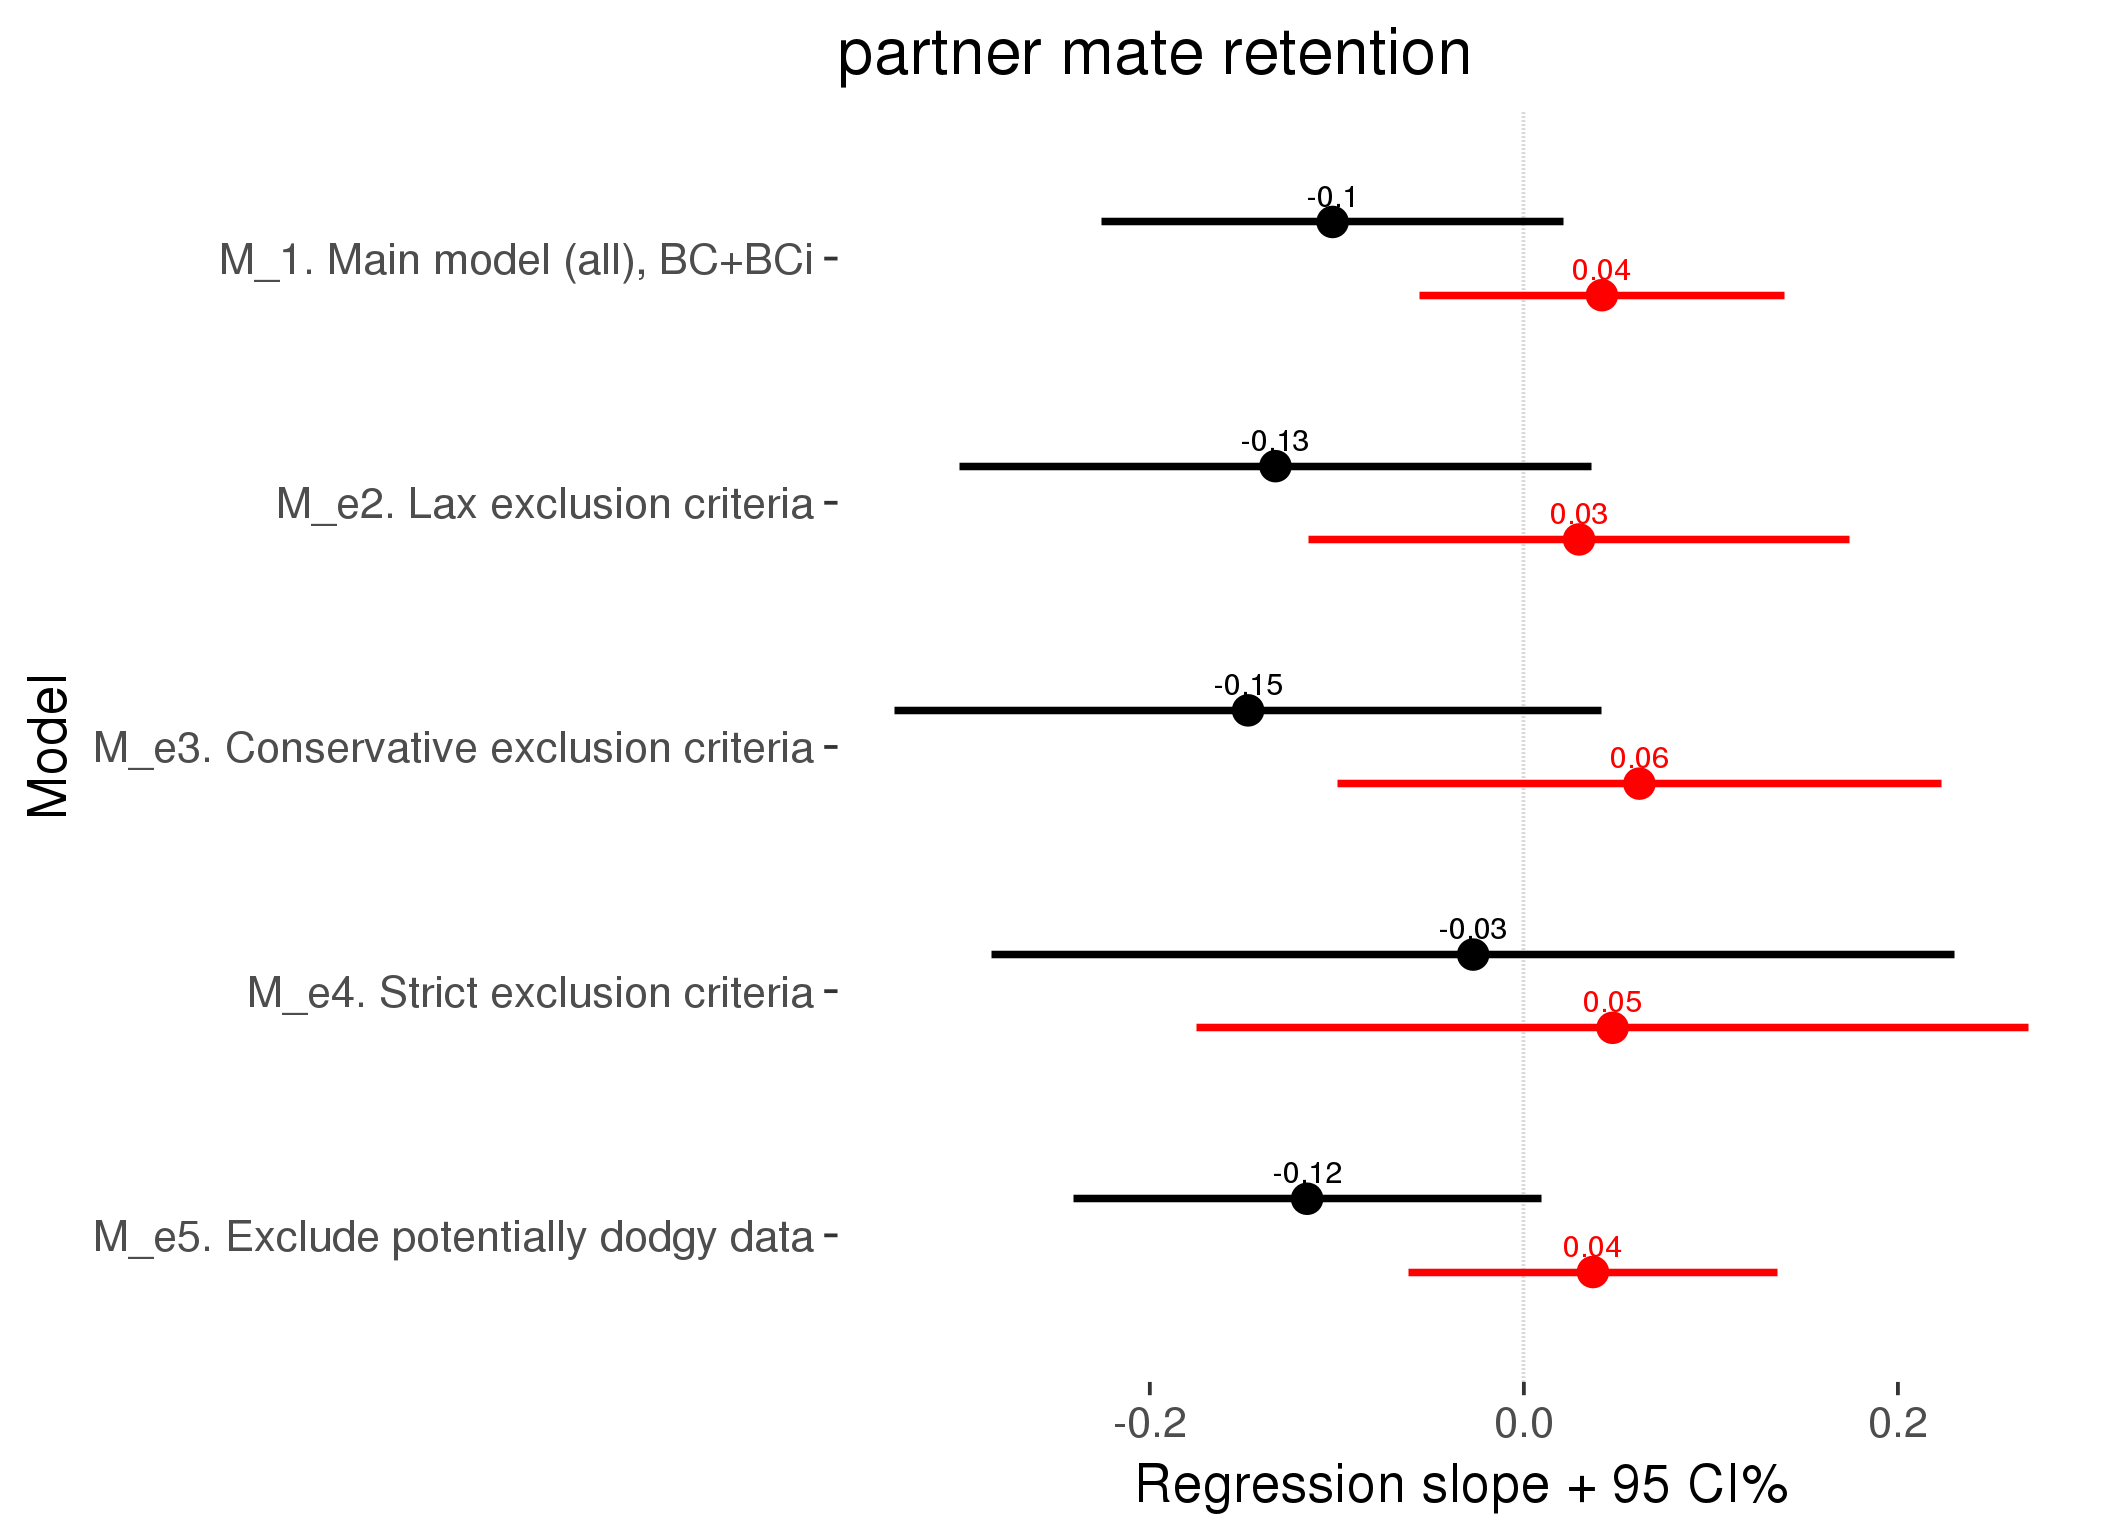 partner mate retention
-0.1
M_1. Main model (all), BC+BCi
0.04
-0.13
M_e2. Lax exclusion criteria
0.03
-0.15
M_e3. Conservative exclusion criteria
0.06
-0.03
M_e4. Strict exclusion criteria
0.05
-0.12
M_e5. Exclude potentially dodgy data
0.04
Model
-0.2 0.0 0.2
Regression slope + 95 CI%